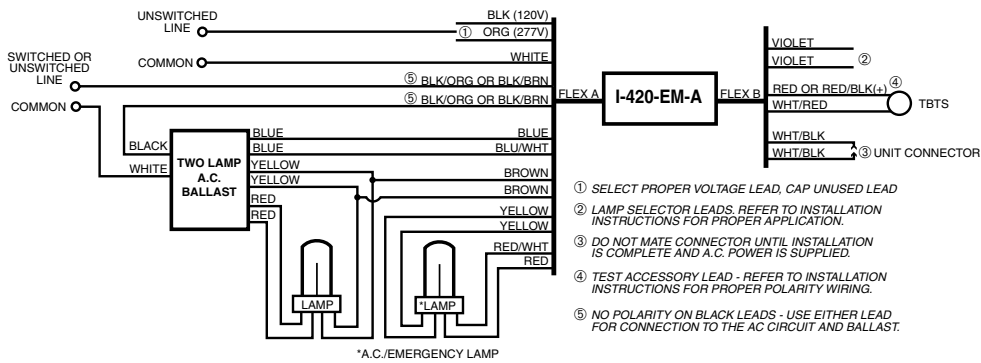 UNSWITCHED
LINE
BLK (120V)
① ORG (277V)
COMMON
WHITE
SWITCHED OR
UNSWITCHED
LINE
⑤ BLK/ORG OR BLK/BRN
COMMON
⑤ BLK/ORG OR BLK/BRN
FLEX A
I-420-EM-A
FLEX B
VIOLET
VIOLET
②
RED OR RED/BLK(+) ④
WHT/RED
TBTS
WHT/BLK
WHT/BLK
③ UNIT CONNECTOR
BLACK
WHITE
TWO LAMP
A.C.
BALLAST
BLUE
BLUE
YELLOW
YELLOW
RED
RED
BLUE
BLU/WHT
BROWN
BROWN
YELLOW
YELLOW
RED/WHT
RED
LAMP
*LAMP
*A.C./EMERGENCY LAMP
① SELECT PROPER VOLTAGE LEAD, CAP UNUSED LEAD
② LAMP SELECTOR LEADS. REFER TO INSTALLATION
INSTRUCTIONS FOR PROPER APPLICATION.
③ DO NOT MATE CONNECTOR UNTIL INSTALLATION
IS COMPLETE AND A.C. POWER IS SUPPLIED.
④ TEST ACCESSORY LEAD - REFER TO INSTALLATION
INSTRUCTIONS FOR PROPER POLARITY WIRING.
⑤ NO POLARITY ON BLACK LEADS - USE EITHER LEAD
FOR CONNECTION TO THE AC CIRCUIT AND BALLAST.